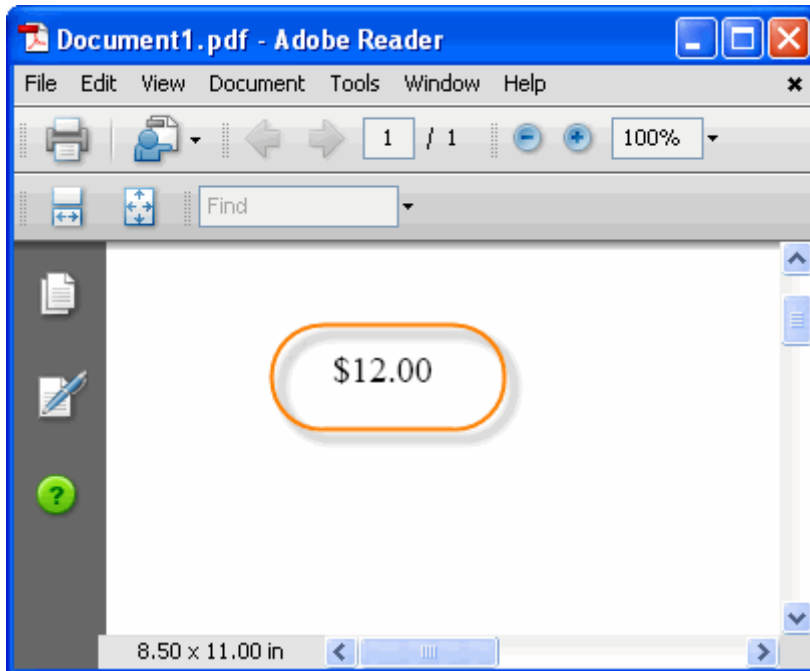 Document1.pdf - Adobe Reader
File Edit View Document Tools Window Help
1 / 1 100%
Find
$12.00
?
8.50 x 11.00 in